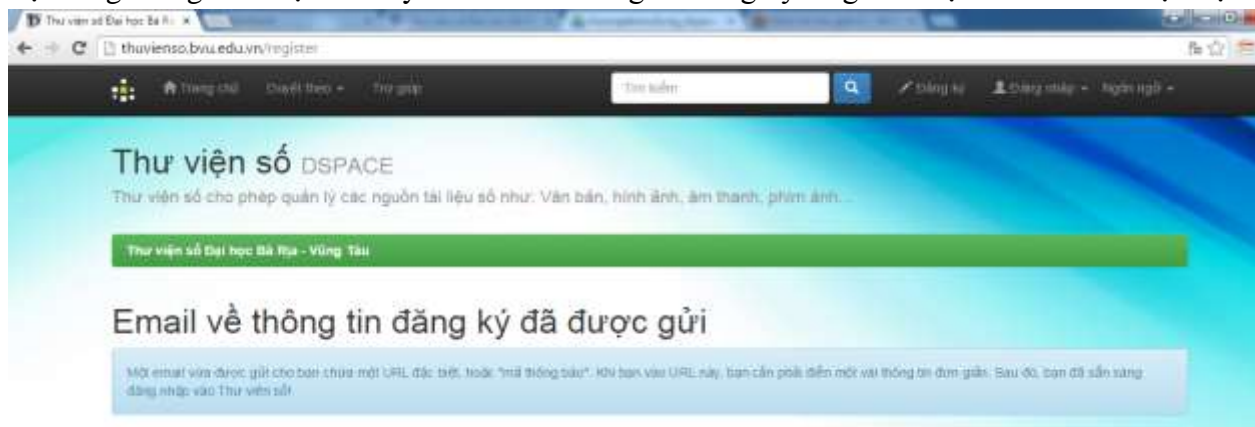 Thư viện số Đại học Bà Rị
thuvienso.bvu.edu.vn/register
Trang chủ Duyệt theo Trợ giúp Tìm kiếm Đăng ký Đăng nhập Ngôn ngữ
Thư viện số DSPACE
Thư viện số cho phép quản lý các nguồn tài liệu số như: Văn bản, hình ảnh, âm thanh, phim ảnh...
Thư viện số Đại học Bà Rịa - Vũng Tàu
Email về thông tin đăng ký đã được gửi
Một email vừa được gửi cho bạn chứa một URL đặc biệt, hoặc "mã thông báo". Khi bạn vào URL này, bạn cần phải điền một vài thông tin đơn giản. Sau đó, bạn đã sẵn sàng
đăng nhập vào Thư viện số!